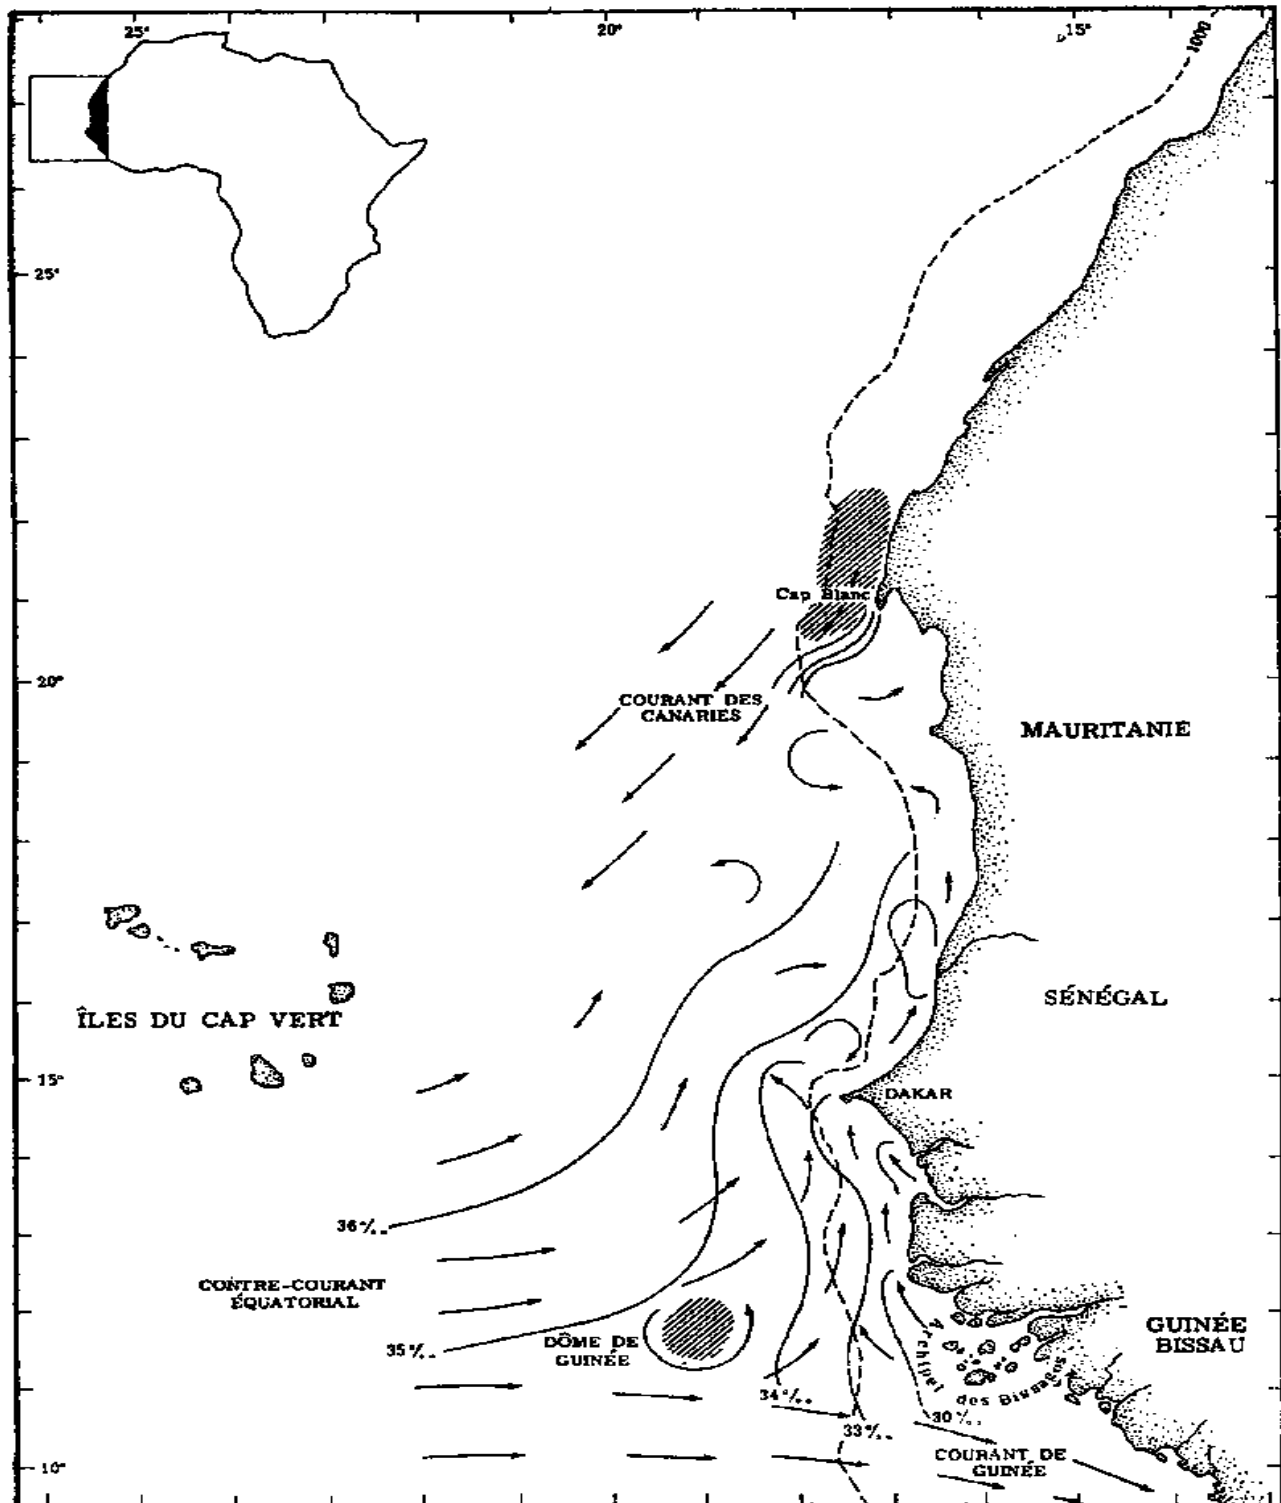 25°
20°
15°
1000
25°
Cap Blanc
20°
COURANT DES
CANARIES
MAURITANIE
ÎLES DU CAP VERT
SÉNÉGAL
15°
DAKAR
36°/..
CONTRE-COURANT
ÉQUATORIAL
GUINÉE
BISSAU
35°/..
DÔME DE
GUINÉE
Archipel des Bissagos
34°/..
30°/..
33°/..
COURANT DE
GUINÉE
10°